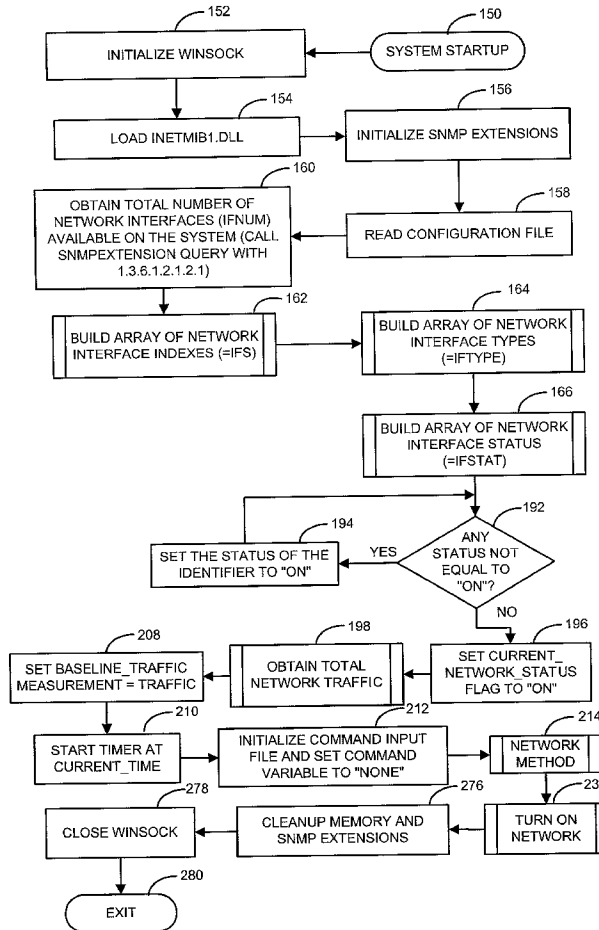 152
150
INITIALIZE WINSOCK
SYSTEM STARTUP
154
156
LOAD INETMIB1.DLL
INITIALIZE SNMP EXTENSIONS
160
158
OBTAIN TOTAL NUMBER OF
NETWORK INTERFACES (IFNUM)
AVAILABLE ON THE SYSTEM (CALL
SNMPEXTENSION QUERY WITH
1.3.6.1.2.1.2.1)
READ CONFIGURATION FILE
162
164
BUILD ARRAY OF NETWORK
INTERFACE INDEXES (=IFS)
BUILD ARRAY OF NETWORK
INTERFACE TYPES
(=IFTYPE)
166
BUILD ARRAY OF NETWORK
INTERFACE STATUS
(=IFSTAT)
192
194
ANY
STATUS NOT
EQUAL TO
"ON"?
YES
SET THE STATUS OF THE
IDENTIFIER TO "ON"
NO
208
198
196
SET BASELINE_TRAFFIC
MEASUREMENT = TRAFFIC
OBTAIN TOTAL
NETWORK TRAFFIC
SET CURRENT_
NETWORK_STATUS
FLAG TO "ON"
210
212
214
START TIMER AT
CURRENT_TIME
INITIALIZE COMMAND INPUT
FILE AND SET COMMAND
VARIABLE TO "NONE"
NETWORK
METHOD
278
276
CLOSE WINSOCK
CLEANUP MEMORY AND
SNMP EXTENSIONS
TURN ON
NETWORK
280
EXIT